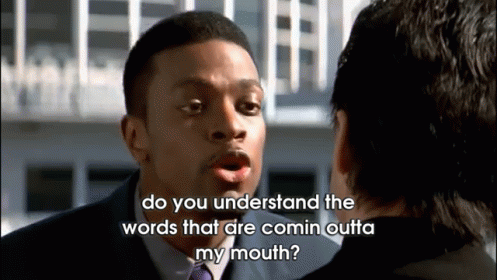 do you understand the
words that are comin outta
my mouth?